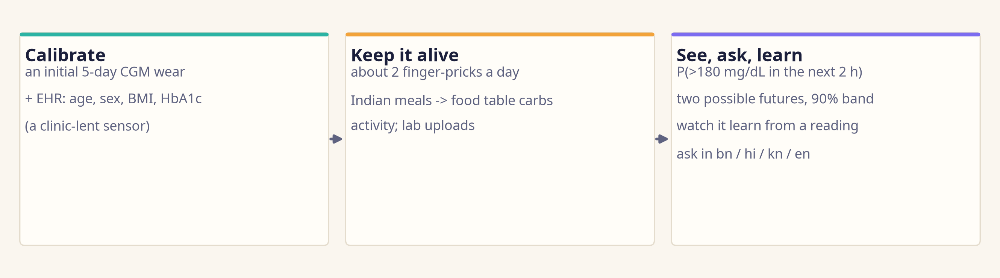 Calibrate
an initial 5-day CGM wear
+ EHR: age, sex, BMI, HbA1c
(a clinic-lent sensor)
Keep it alive
about 2 finger-pricks a day
Indian meals -> food table carbs
activity; lab uploads
See, ask, learn
P(>180 mg/dL in the next 2 h)
two possible futures, 90% band
watch it learn from a reading
ask in bn / hi / kn / en